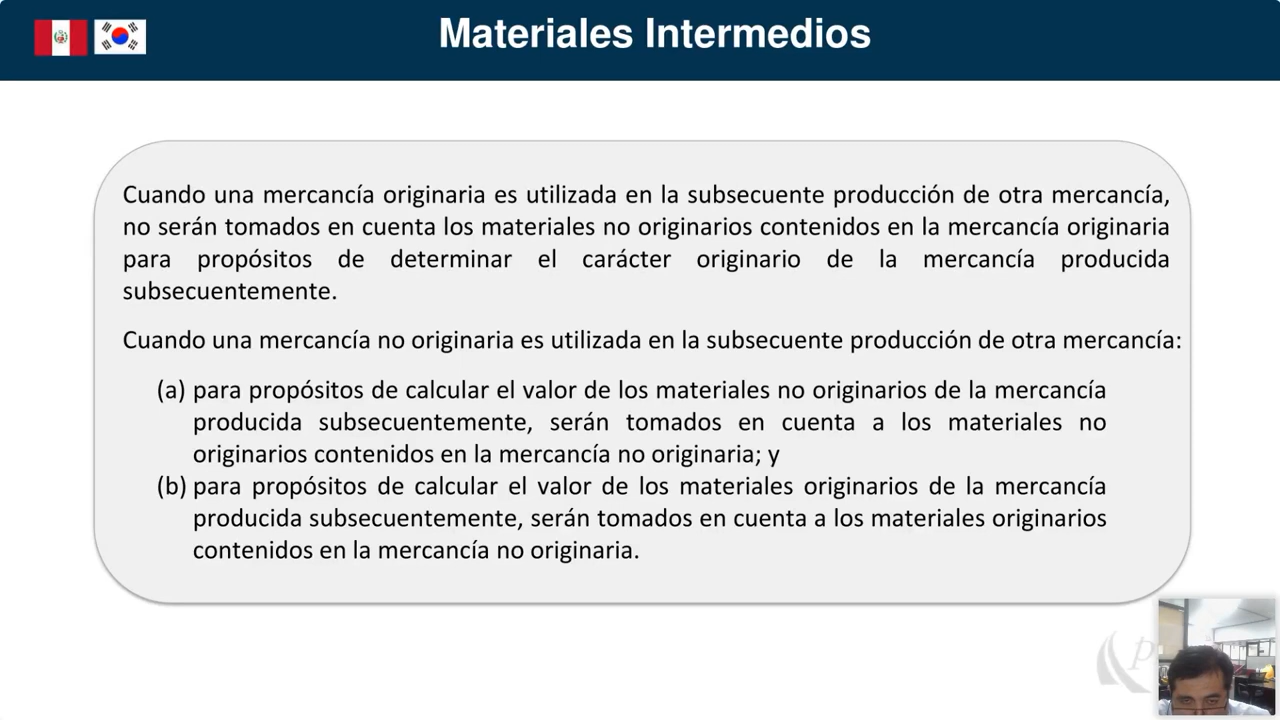 Materiales Intermedios
Cuando una mercancía originaria es utilizada en la subsecuente producción de otra mercancía,
no serán tomados en cuenta los materiales no originarios contenidos en la mercancía originaria
para propósitos de determinar el carácter originario de la mercancía producida
subsecuentemente.
Cuando una mercancía no originaria es utilizada en la subsecuente producción de otra mercancía:
(a) para propósitos de calcular el valor de los materiales no originarios de la mercancía
producida subsecuentemente, serán tomados en cuenta a los materiales no
originarios contenidos en la mercancía no originaria; y
(b) para propósitos de calcular el valor de los materiales originarios de la mercancía
producida subsecuentemente, serán tomados en cuenta a los materiales originarios
contenidos en la mercancía no originaria.